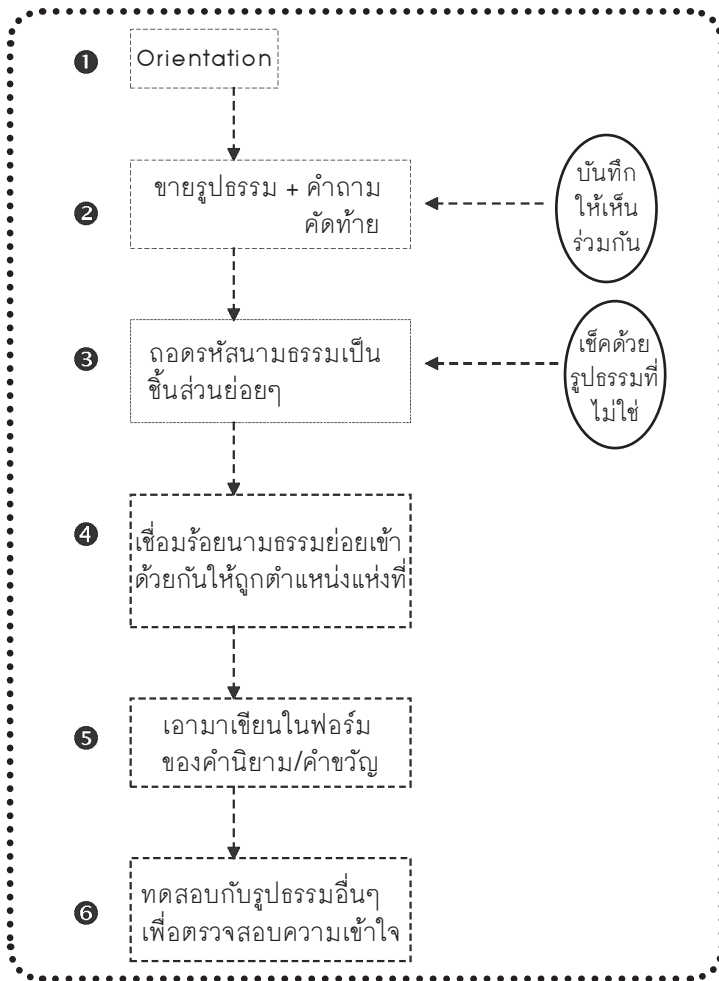 ❶ Orientation
❷ ขายรูปธรรม + คำถาม
คัดท้าย
บันทึก
ให้เห็น
ร่วมกัน
❸ ถอดรหัสนามธรรมเป็น
ชิ้นส่วนย่อยๆ
เช็คด้วย
รูปธรรมที่
ไม่ใช่
❹ เชื่อมร้อยนามธรรมย่อยเข้า
ด้วยกันให้ถูกตำแหน่งแห่งที่
❺ เอามาเขียนในฟอร์ม
ของคำนิยาม/คำขวัญ
❻ ทดสอบกับรูปธรรมอื่นๆ
เพื่อตรวจสอบความเข้าใจ